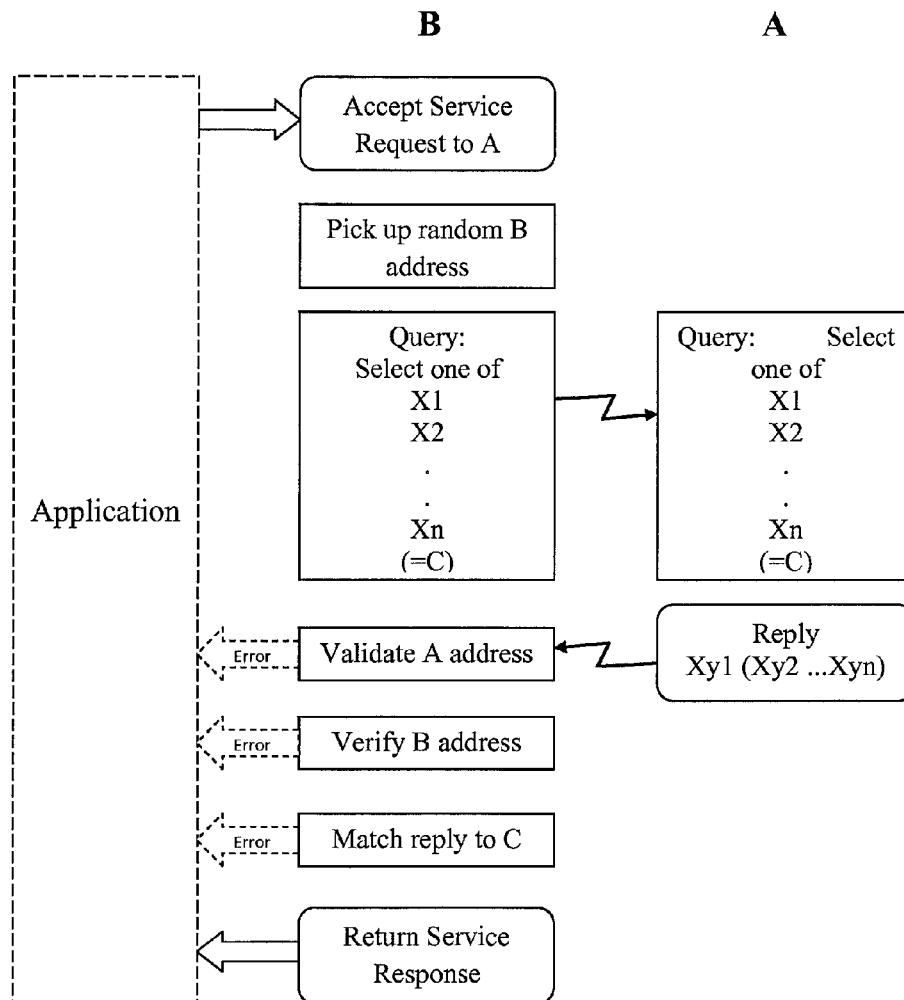 B
A
Accept Service
Request to A
Pick up random B
address
Query:
Select one of
X1
X2
.
.
Xn
(=C)
Query: Select
one of
X1
X2
.
.
Xn
(=C)
Application
Reply
Xy1 (Xy2 ...Xyn)
Error
Validate A address
Error
Verify B address
Error
Match reply to C
Return Service
Response